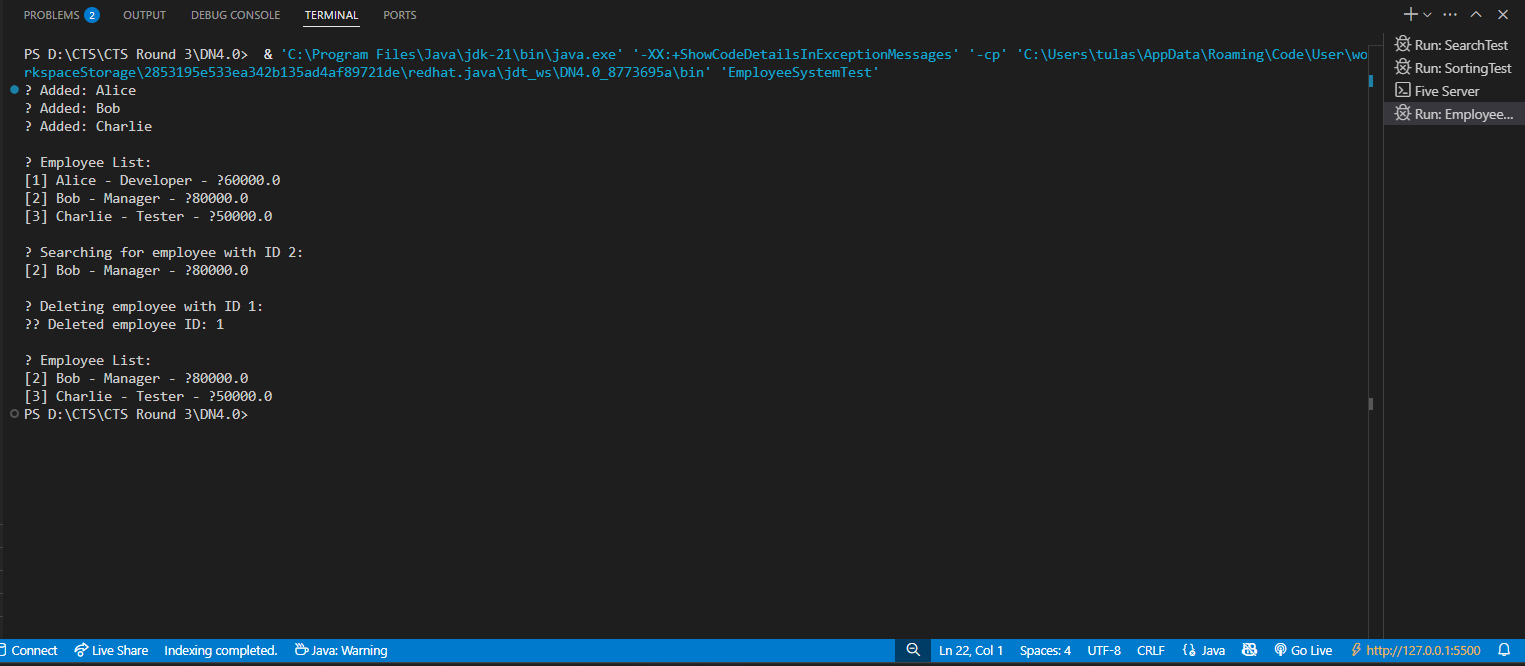 PROBLEMS 2 OUTPUT DEBUG CONSOLE TERMINAL PORTS
PS D:\CTS\CTS Round 3\DN4.0>  & 'C:\Program Files\Java\jdk-21\bin\java.exe' '-XX:+ShowCodeDetailsInExceptionMessages' '-cp' 'C:\Users\tulas\AppData\Roaming\Code\User\wo
rkspaceStorage\2853195e533ea342b135ad4af89721de\redhat.java\jdt_ws\DN4.0_8773695a\bin' 'EmployeeSystemTest'
? Added: Alice
? Added: Bob
? Added: Charlie
? Employee List:
[1] Alice - Developer - ?60000.0
[2] Bob - Manager - ?80000.0
[3] Charlie - Tester - ?50000.0
? Searching for employee with ID 2:
[2] Bob - Manager - ?80000.0
? Deleting employee with ID 1:
?? Deleted employee ID: 1
? Employee List:
[2] Bob - Manager - ?80000.0
[3] Charlie - Tester - ?50000.0
PS D:\CTS\CTS Round 3\DN4.0>
Run: SearchTest
Run: SortingTest
Five Server
Run: Employee...
Connect Live Share Indexing completed. Java: Warning Ln 22, Col 1 Spaces: 4 UTF-8 CRLF Java Go Live http://127.0.0.1:5500